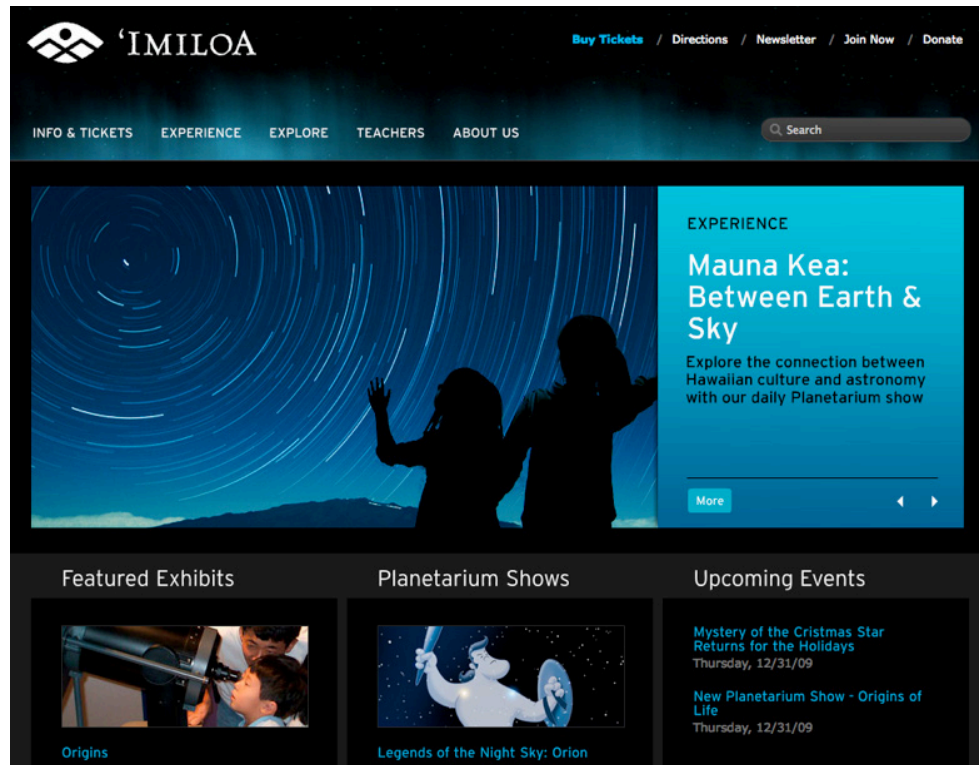 ‘IMILOA
Buy Tickets / Directions / Newsletter / Join Now / Donate
INFO & TICKETS EXPERIENCE EXPLORE TEACHERS ABOUT US
Search
EXPERIENCE
Mauna Kea:
Between Earth &
Sky
Explore the connection between
Hawaiian culture and astronomy
with our daily Planetarium show
More
Featured Exhibits
Origins
Planetarium Shows
Legends of the Night Sky: Orion
Upcoming Events
Mystery of the Cristmas Star
Returns for the Holidays
Thursday, 12/31/09
New Planetarium Show - Origins of
Life
Thursday, 12/31/09